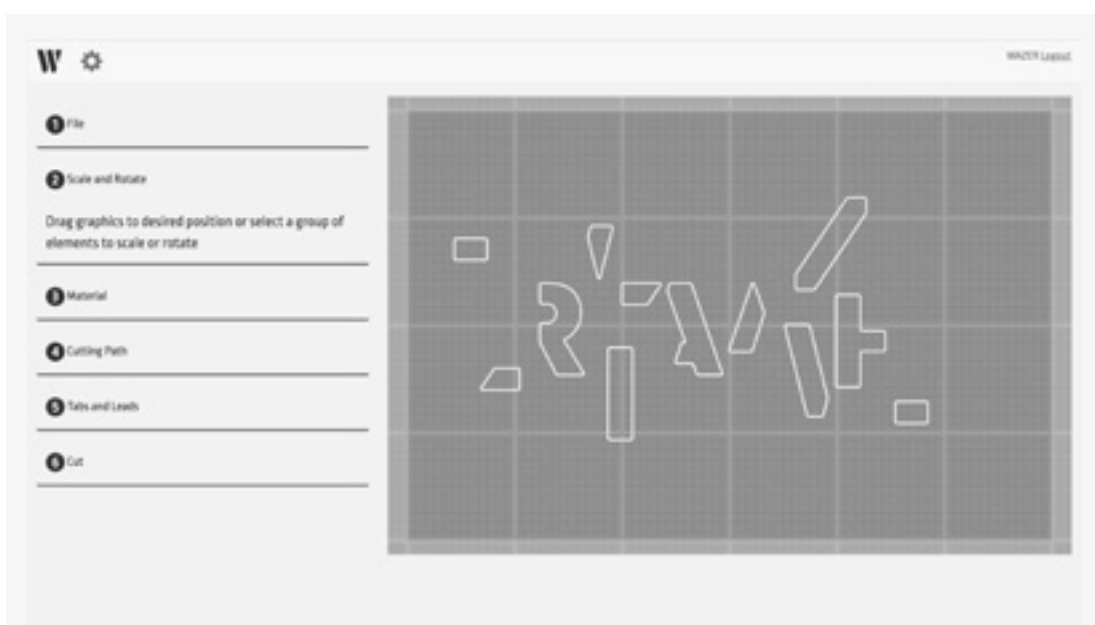 W
WAZER Logout
1 File
2 Scale and Rotate
Drag graphics to desired position or select a group of
elements to scale or rotate
3 Material
4 Cutting Path
5 Tabs and Leads
6 Cut